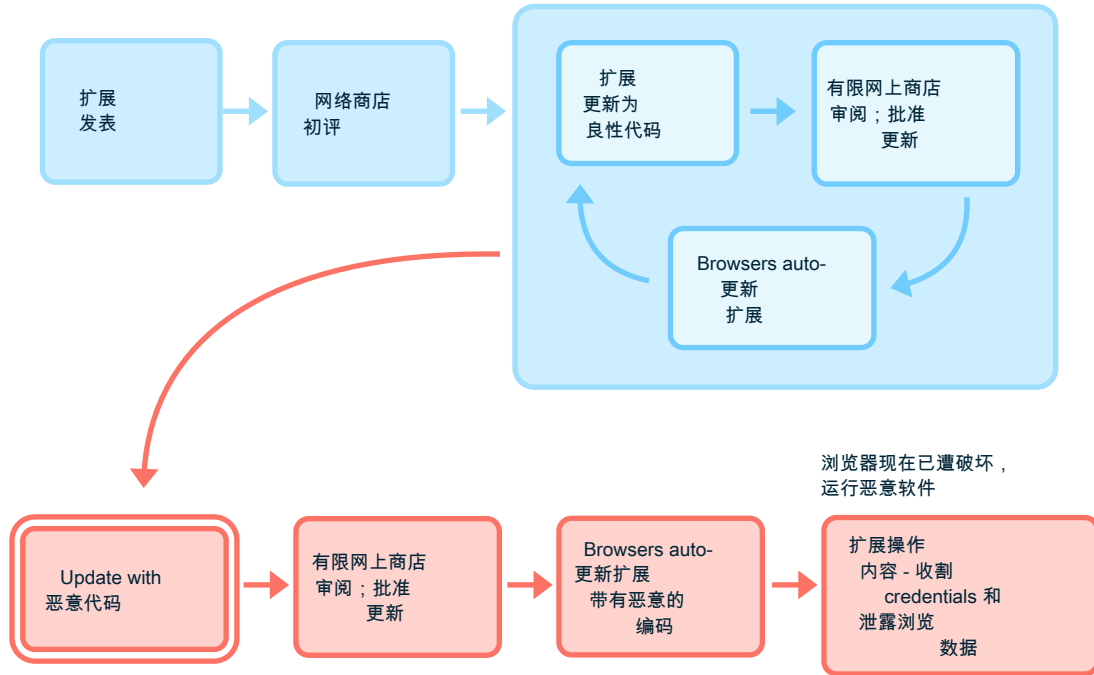 扩展
发表
网络商店
初评
扩展
更新为
良性代码
有限网上商店
审阅；批准
更新
Browsers auto-
更新
扩展
浏览器现在已遭破坏，
运行恶意软件
Update with
恶意代码
有限网上商店
审阅；批准
更新
Browsers auto-
更新扩展
带有恶意的
编码
扩展操作
内容 - 收割
credentials 和
泄露浏览
数据